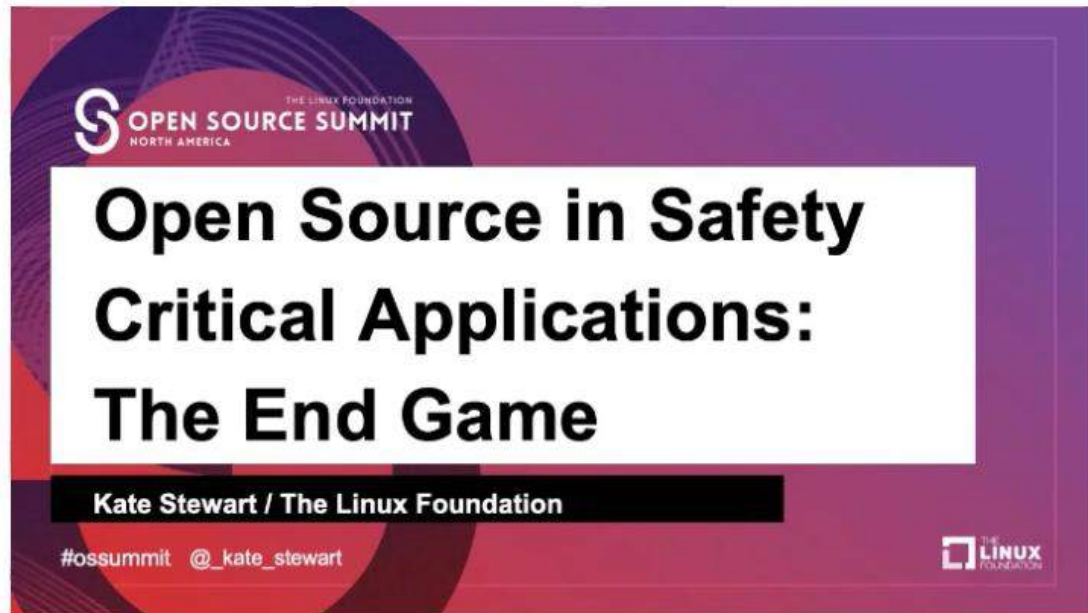 THE LINUX FOUNDATION
OPEN SOURCE SUMMIT
NORTH AMERICA
Open Source in Safety
Critical Applications:
The End Game
Kate Stewart / The Linux Foundation
#ossummit @_kate_stewart
THE
LINUX
FOUNDATION